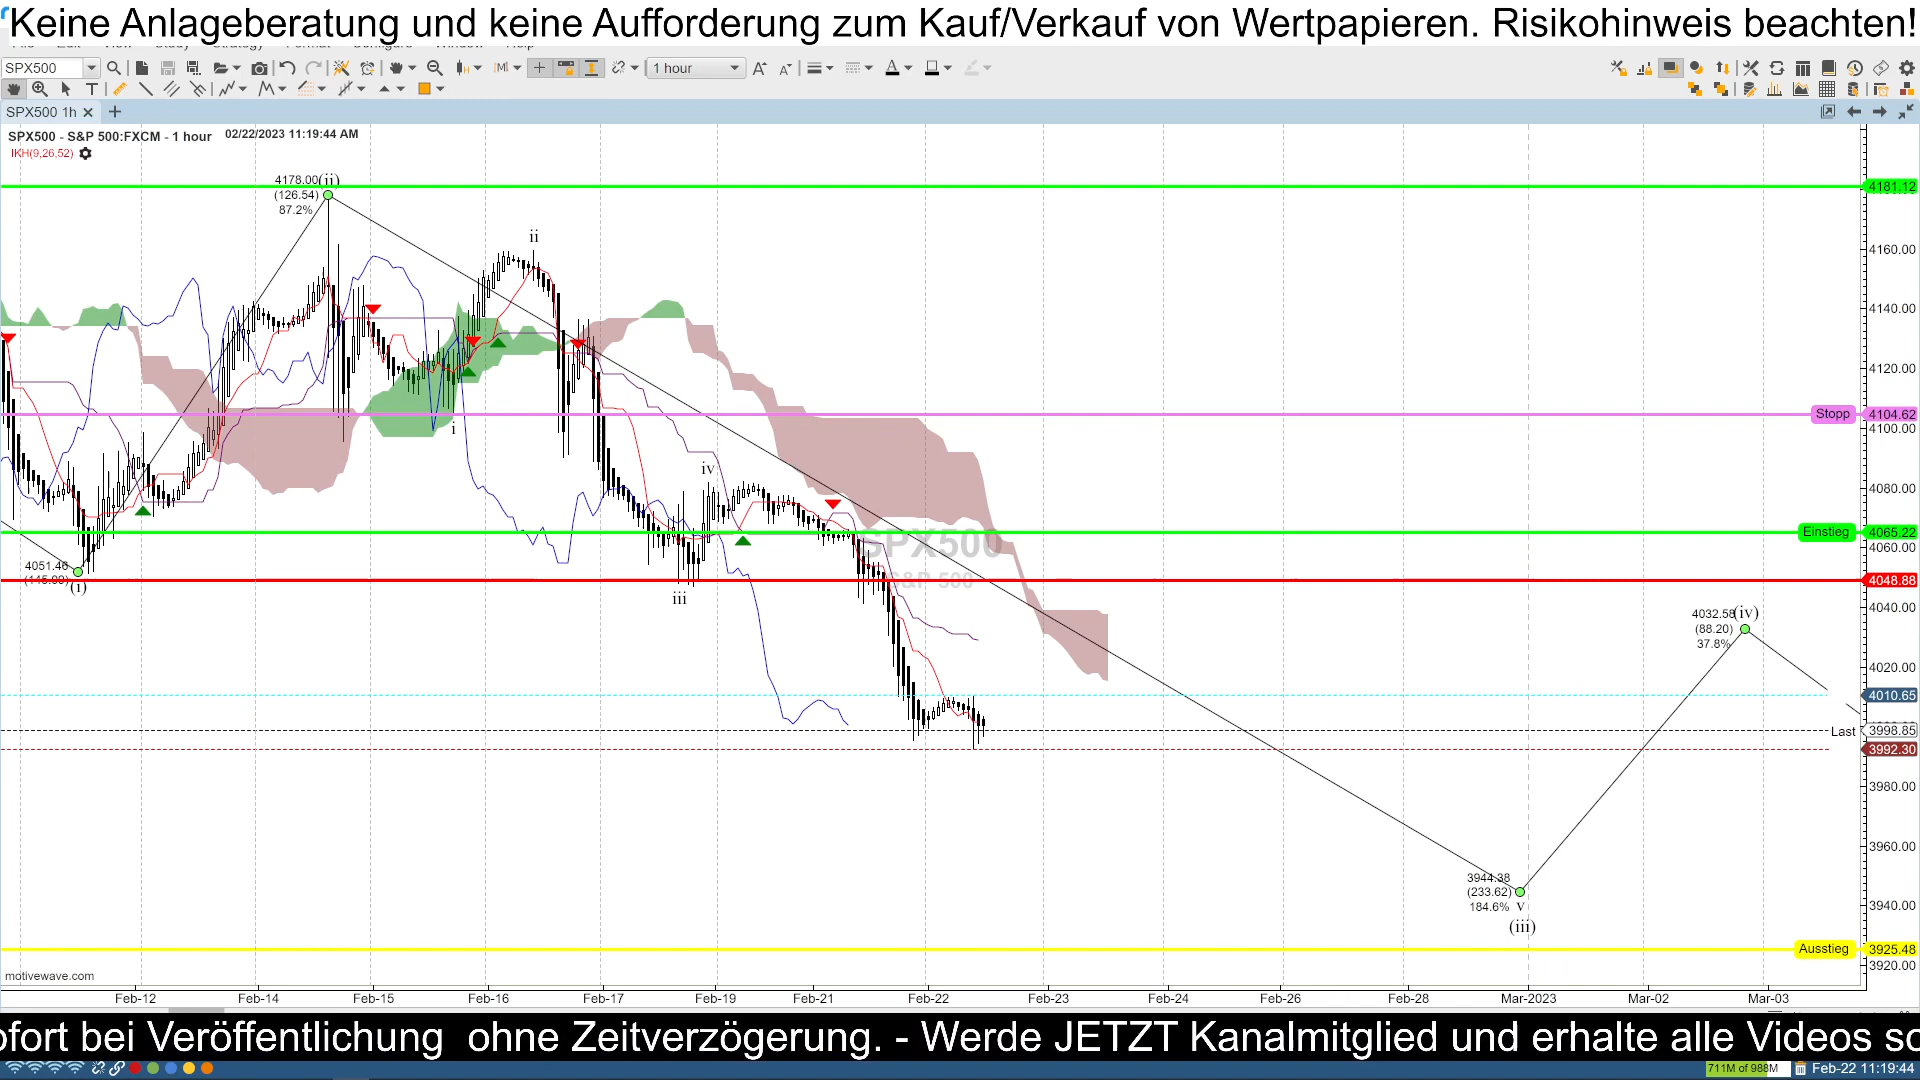 Keine Anlageberatung und keine Aufforderung zum Kauf/Verkauf von Wertpapieren. Risikohinweis beachten!
SPX500
1 hour
SPX500 1h
SPX500 - S&P 500:FXCM - 1 hour 02/22/2023 11:19:44 AM
IKH(9,26,52)
4178.00 (ii)
(126.54)
87.2%
4181.12
ii
4160.00
4140.00
4120.00
Stopp 4104.62
4100.00
i
iv
4080.00
Einstieg 4065.22
SPX500
4060.00
S&P 500
4051.46
(i)
4048.88
iii
4040.00
4032.58 (iv)
(88.20)
37.8%
4020.00
4010.65
Last 3998.85
3992.30
3980.00
3960.00
3944.38
(233.62)
184.6% v
(iii)
3940.00
Ausstieg 3925.48
3920.00
motivewave.com
Feb-12 Feb-14 Feb-15 Feb-16 Feb-17 Feb-19 Feb-21 Feb-22 Feb-23 Feb-24 Feb-26 Feb-28 Mar-2023 Mar-02 Mar-03
ofort bei Veröffentlichung ohne Zeitverzögerung. - Werde JETZT Kanalmitglied und erhalte alle Videos so
711M of 988M Feb-22 11:19:44